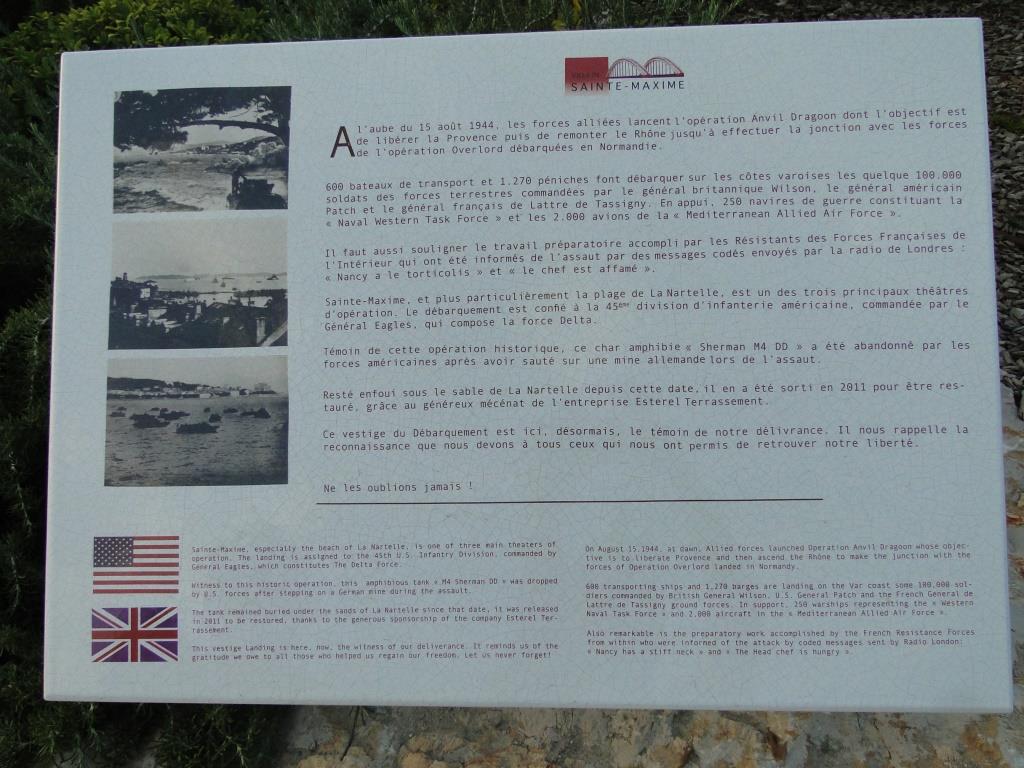 VILLE DE
SAINTE-MAXIME
A l'aube du 15 août 1944, les forces alliées lancent l'opération Anvil Dragoon dont l'objectif est
de libérer la Provence puis de remonter le Rhône jusqu'à effectuer la jonction avec les forces
de l'opération Overlord débarquées en Normandie.
600 bateaux de transport et 1.270 péniches font débarquer sur les côtes varoises les quelque 100.000
soldats des forces terrestres commandées par le général britannique Wilson, le général américain
Patch et le général français de Lattre de Tassigny. En appui, 250 navires de guerre constituant la
« Naval Western Task Force » et les 2.000 avions de la « Mediterranean Allied Air Force ».
Il faut aussi souligner le travail préparatoire accompli par les Résistants des Forces Françaises de
l'Intérieur qui ont été informés de l'assaut par des messages codés envoyés par la radio de Londres :
« Nancy a le torticolis » et « le chef est affamé ».
Sainte-Maxime, et plus particulièrement la plage de La Nartelle, est un des trois principaux théâtres
d'opération. Le débarquement est confié à la 45ème division d'infanterie américaine, commandée par le
Général Eagles, qui compose la force Delta.
Témoin de cette opération historique, ce char amphibie « Sherman M4 DD » a été abandonné par les
forces américaines après avoir sauté sur une mine allemande lors de l'assaut.
Resté enfoui sous le sable de La Nartelle depuis cette date, il en a été sorti en 2011 pour être res-
tauré, grâce au généreux mécénat de l'entreprise Esterel Terrassement.
Ce vestige du Débarquement est ici, désormais, le témoin de notre délivrance. Il nous rappelle la
reconnaissance que nous devons à tous ceux qui nous ont permis de retrouver notre liberté.
Ne les oublions jamais !
Sainte-Maxime, especially the beach of La Nartelle, is one of three main theaters of
operation. The landing is assigned to the 45th U.S. Infantry Division, commanded by
General Eagles, which constitutes The Delta Force.
Witness to this historic operation, this amphibious tank « M4 Sherman DD » was dropped
by U.S. forces after stepping on a German mine during the assault.
The tank remained buried under the sands of La Nartelle since that date, it was released
in 2011 to be restored, thanks to the generous sponsorship of the company Esterel Ter-
rassement.
This vestige Landing is here, now, the witness of our deliverance. It reminds us of the
gratitude we owe to all those who helped us regain our freedom. Let us never forget!
On August 15,1944, at dawn, Allied forces launched Operation Anvil Dragoon whose objec-
tive is to liberate Provence and then ascend the Rhône to make the junction with the
forces of Operation Overlord landed in Normandy.
600 transporting ships and 1,270 barges are landing on the Var coast some 100,000 sol-
diers commanded by British General Wilson, U.S. General Patch and the French General de
Lattre de Tassigny ground forces. In support, 250 warships representing the « Western
Naval Task Force » and 2,000 aircraft in the « Mediterranean Allied Air Force ».
Also remarkable is the preparatory work accomplished by the French Resistance Forces
from within who were informed of the attack by coded messages sent by Radio London:
« Nancy has a stiff neck » and « The Head chef is hungry ».